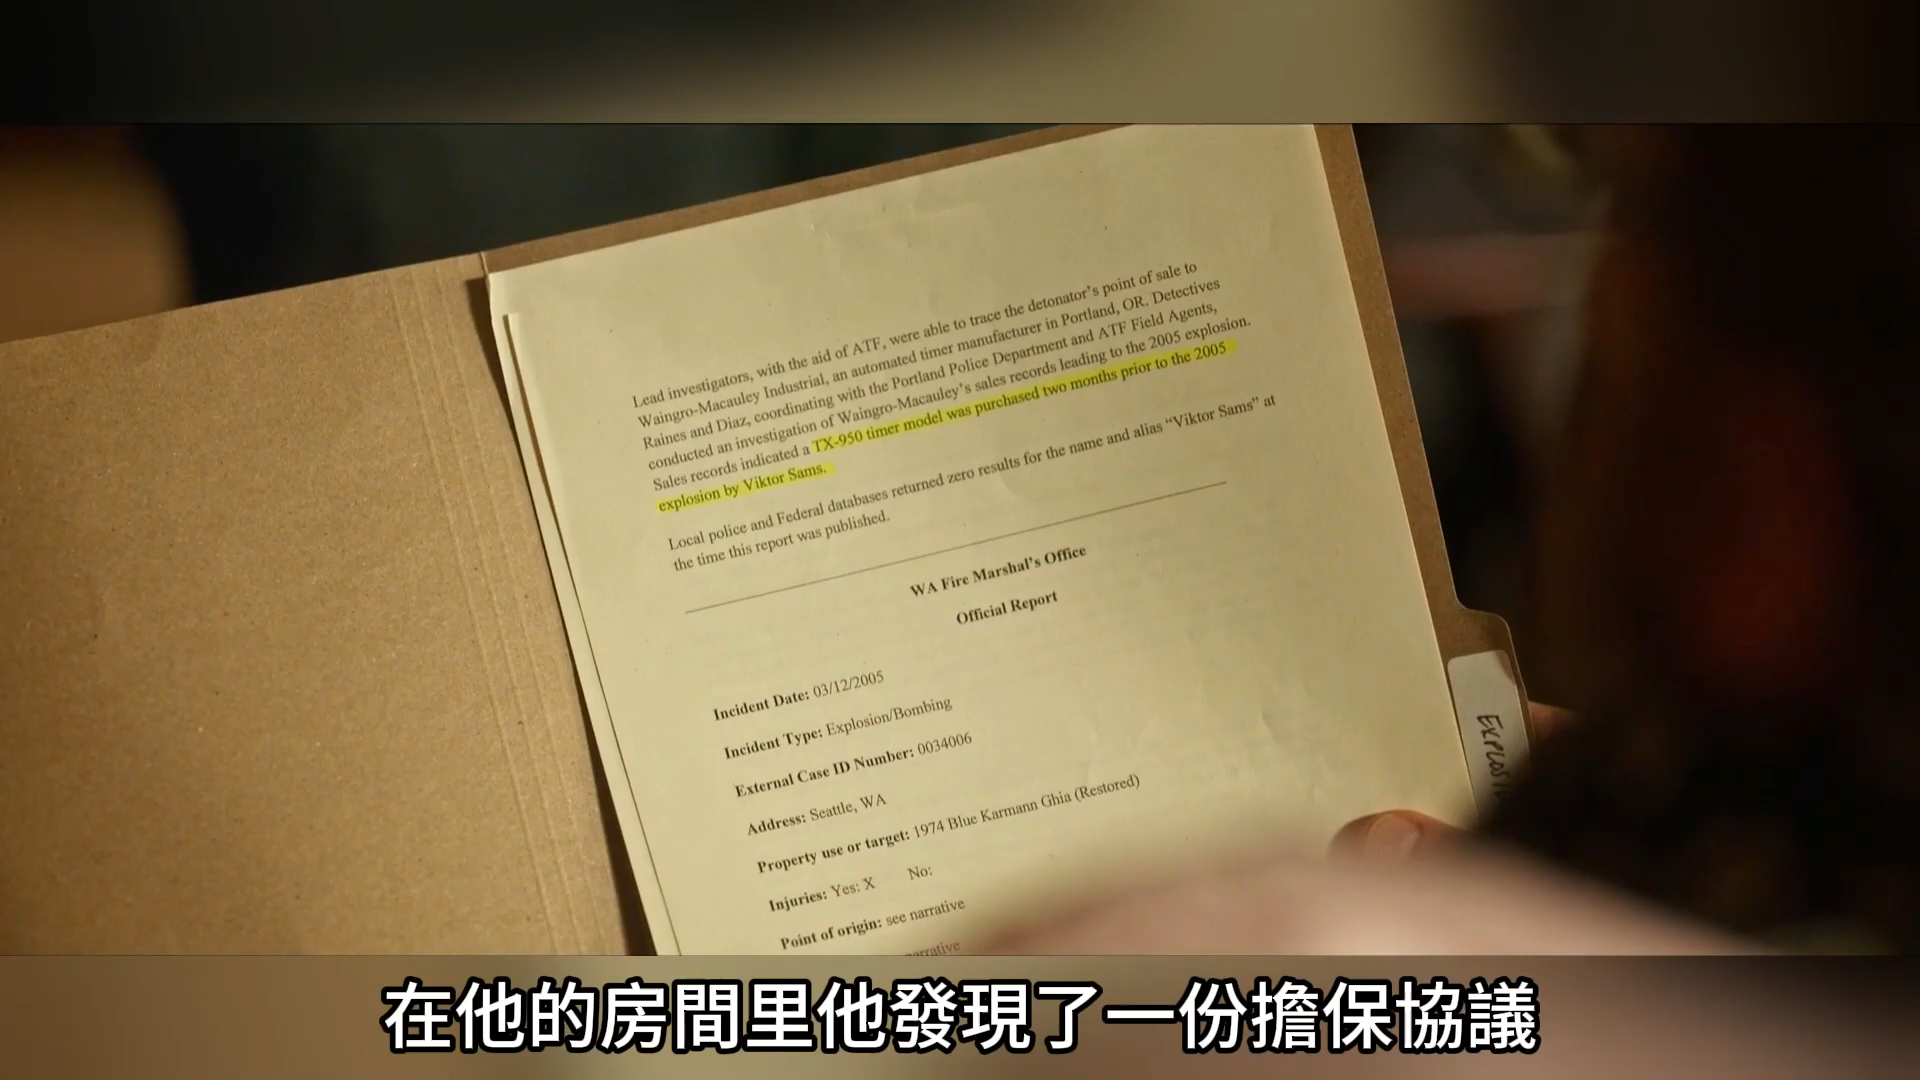 Lead investigators, with the aid of ATF, were able to trace the detonator's point of sale to
Waingro-Macauley Industrial, an automated timer manufacturer in Portland, OR. Detectives
Raines and Diaz, coordinating with the Portland Police Department and ATF Field Agents,
conducted an investigation of Waingro-Macauley's sales records leading to the 2005 explosion.
Sales records indicated a TX-950 timer model was purchased two months prior to the 2005
explosion by Viktor Sams.
Local police and Federal databases returned zero results for the name and alias “Viktor Sams” at
the time this report was published.
WA Fire Marshal's Office
Official Report
Incident Date: 03/12/2005
Incident Type: Explosion/Bombing
External Case ID Number: 0034006
Address: Seattle, WA
Property use or target: 1974 Blue Karmann Ghia (Restored)
Injuries: Yes: X No:
Point of origin: see narrative
narrative
在他的房間里他發現了一份擔保協議